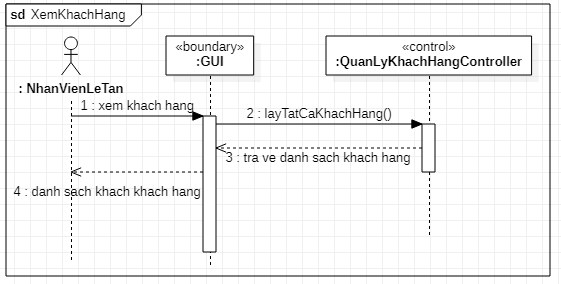 sd XemKhachHang
«boundary»
:GUI
«control»
:QuanLyKhachHangController
: NhanVienLeTan
1 : xem khach hang
2 : layTatCaKhachHang()
3 : tra ve danh sach khach hang
4 : danh sach khach khach hang